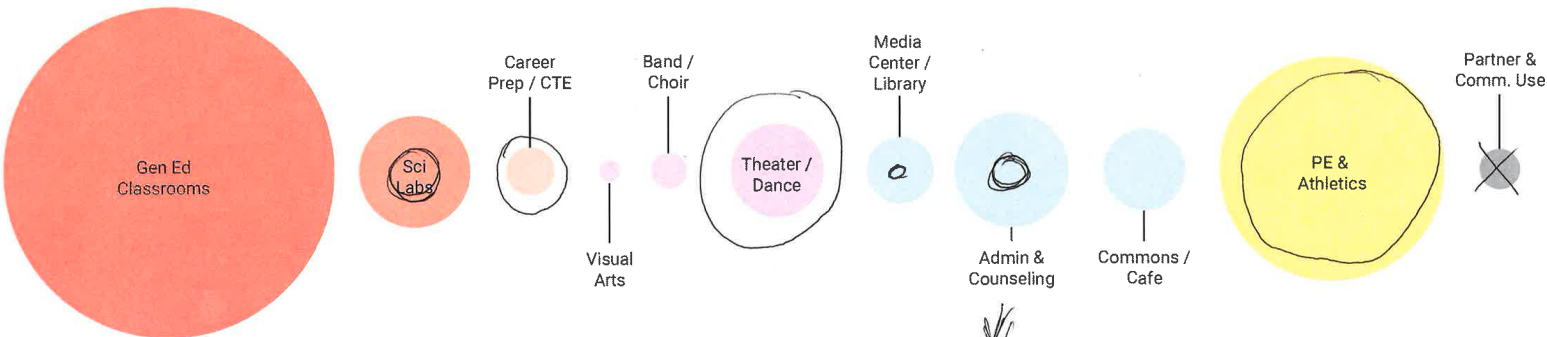 Gen Ed
Classrooms
Sci
Labs
Career
Prep / CTE
Visual
Arts
Band /
Choir
Theater /
Dance
Media
Center /
Library
Admin &
Counseling
Commons /
Cafe
PE &
Athletics
Partner &
Comm. Use